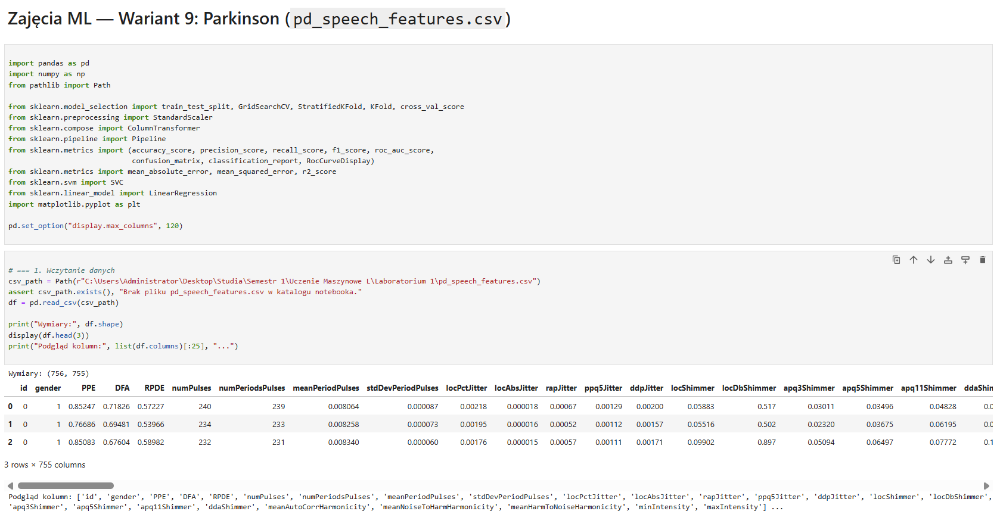 Zajęcia ML — Wariant 9: Parkinson (pd_speech_features.csv)
import pandas as pd
import numpy as np
from pathlib import Path
from sklearn.model_selection import train_test_split, GridSearchCV, StratifiedKFold, KFold, cross_val_score
from sklearn.preprocessing import StandardScaler
from sklearn.compose import ColumnTransformer
from sklearn.pipeline import Pipeline
from sklearn.metrics import (accuracy_score, precision_score, recall_score, f1_score, roc_auc_score,
confusion_matrix, classification_report, RocCurveDisplay)
from sklearn.metrics import mean_absolute_error, mean_squared_error, r2_score
from sklearn.svm import SVC
from sklearn.linear_model import LinearRegression
import matplotlib.pyplot as plt
pd.set_option("display.max_columns", 120)
# === 1. Wczytanie danych
csv_path = Path(r"C:\Users\Administrator\Desktop\Studia\Semestr 1\Uczenie Maszynowe L\Laboratorium 1\pd_speech_features.csv")
assert csv_path.exists(), "Brak pliku pd_speech_features.csv w katalogu notebooka."
df = pd.read_csv(csv_path)
print("Wymiary:", df.shape)
display(df.head(3))
print("Podgląd kolumn:", list(df.columns)[:25], "...")
Wymiary: (756, 755)
id gender PPE DFA RPDE numPulses numPeriodsPulses meanPeriodPulses stdDevPeriodPulses locPctJitter locAbsJitter rapJitter ppq5Jitter ddpJitter locShimmer locDbShimmer apq3Shimmer apq5Shimmer apq11Shimmer ddaShim
0 0 1 0.85247 0.71826 0.57227 240 239 0.008064 0.000087 0.00218 0.000018 0.00067 0.00129 0.00200 0.05883 0.517 0.03011 0.03496 0.04828 0.0
1 0 1 0.76686 0.69481 0.53966 234 233 0.008258 0.000073 0.00195 0.000016 0.00052 0.00112 0.00157 0.05516 0.502 0.02320 0.03675 0.06195 0.0
2 0 1 0.85083 0.67604 0.58982 232 231 0.008340 0.000060 0.00176 0.000015 0.00057 0.00111 0.00171 0.09902 0.897 0.05094 0.06497 0.07772 0.1
3 rows × 755 columns
Podgląd kolumn: ['id', 'gender', 'PPE', 'DFA', 'RPDE', 'numPulses', 'numPeriodsPulses', 'meanPeriodPulses', 'stdDevPeriodPulses', 'locPctJitter', 'locAbsJitter', 'rapJitter', 'ppq5Jitter', 'ddpJitter', 'locShimmer', 'locDbShimmer',
'apq3Shimmer', 'apq5Shimmer', 'apq11Shimmer', 'ddaShimmer', 'meanAutoCorrHarmonicity', 'meanNoiseToHarmHarmonicity', 'meanHarmToNoiseHarmonicity', 'minIntensity', 'maxIntensity'] ...